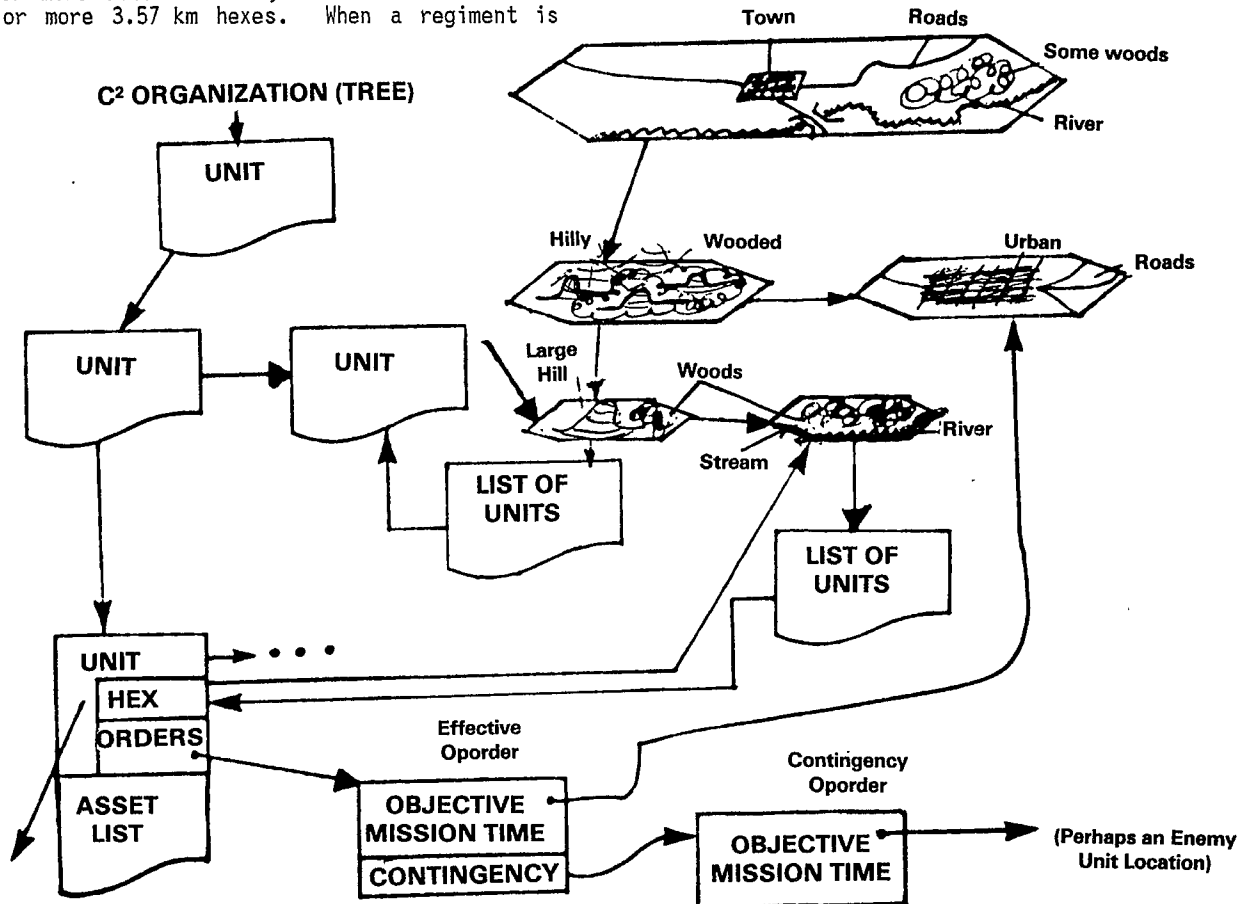 or more 3.57 km hexes. When a regiment is
Town
Roads
Some woods
River
C² ORGANIZATION (TREE)
UNIT
Hilly
Wooded
Urban
Roads
UNIT
UNIT
Large
Hill
Woods
Stream
River
LIST OF
UNITS
LIST OF
UNITS
UNIT
HEX
ORDERS
ASSET
LIST
Effective
Oporder
OBJECTIVE
MISSION TIME
CONTINGENCY
Contingency
Oporder
OBJECTIVE
MISSION TIME
(Perhaps an Enemy
Unit Location)